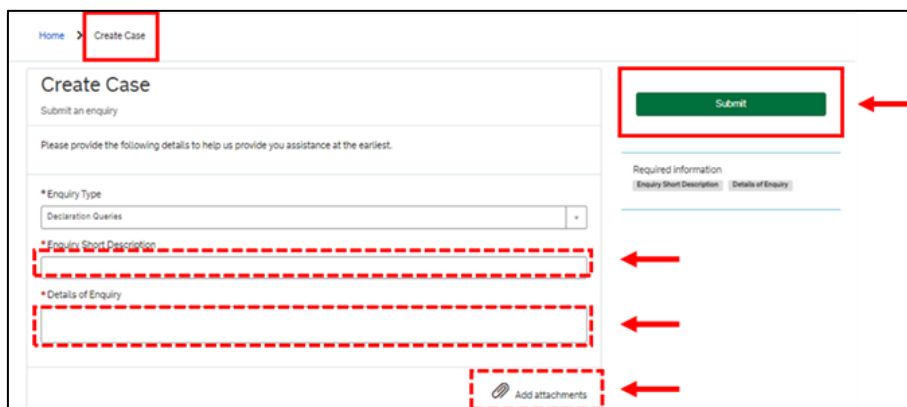 Home > Create Case
Create Case
Submit an enquiry
Please provide the following details to help us provide you assistance at the earliest.
* Enquiry Type
Declaration Queries
* Enquiry Short Description
* Details of Enquiry
Add attachments
Submit
Required information
Enquiry Short Description Details of Enquiry